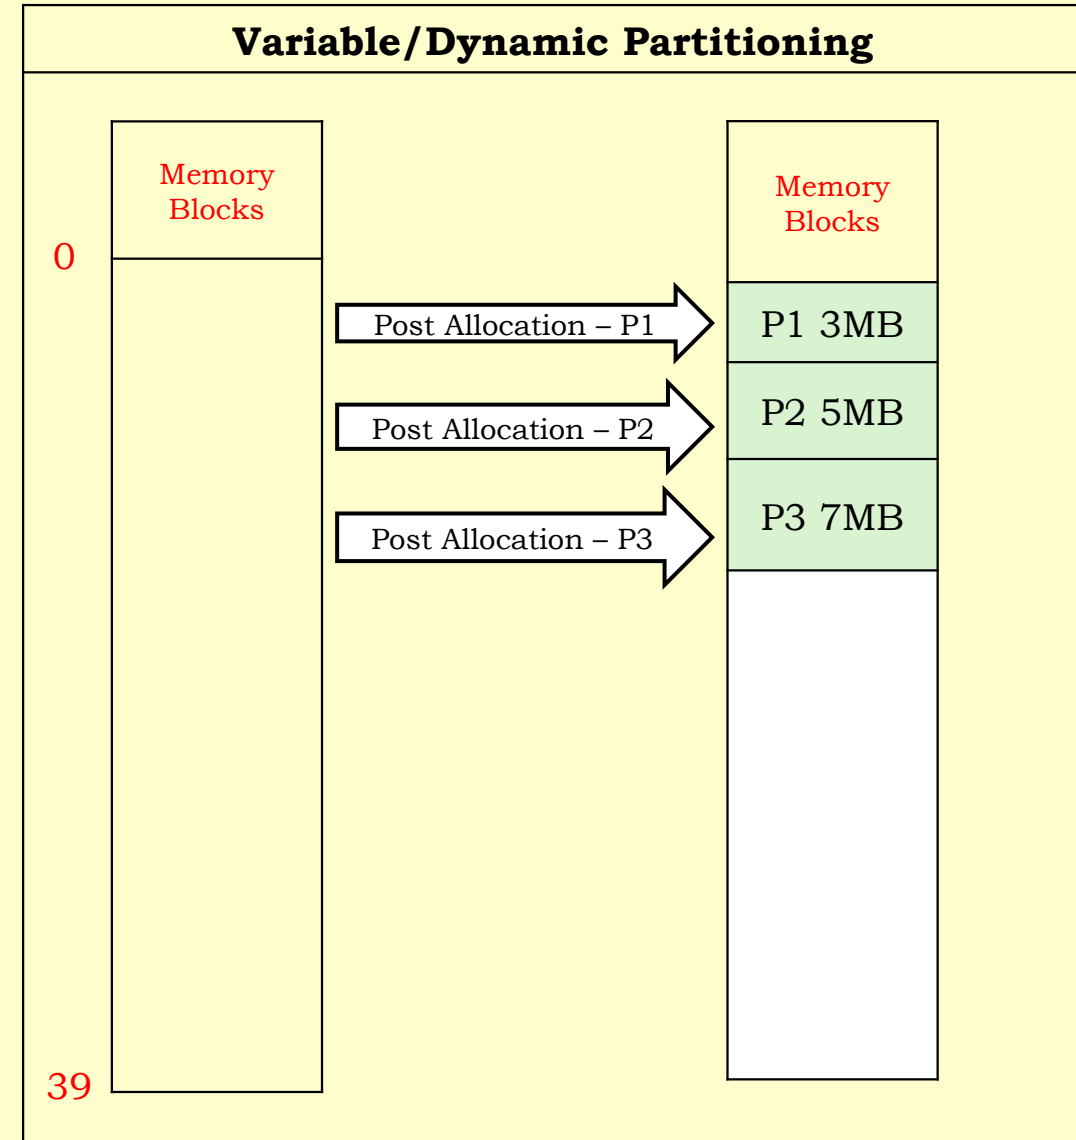 Variable/Dynamic Partitioning
Memory
Blocks
Memory
Blocks
0
Post Allocation – P1
P1 3MB
Post Allocation – P2
P2 5MB
Post Allocation – P3
P3 7MB
39